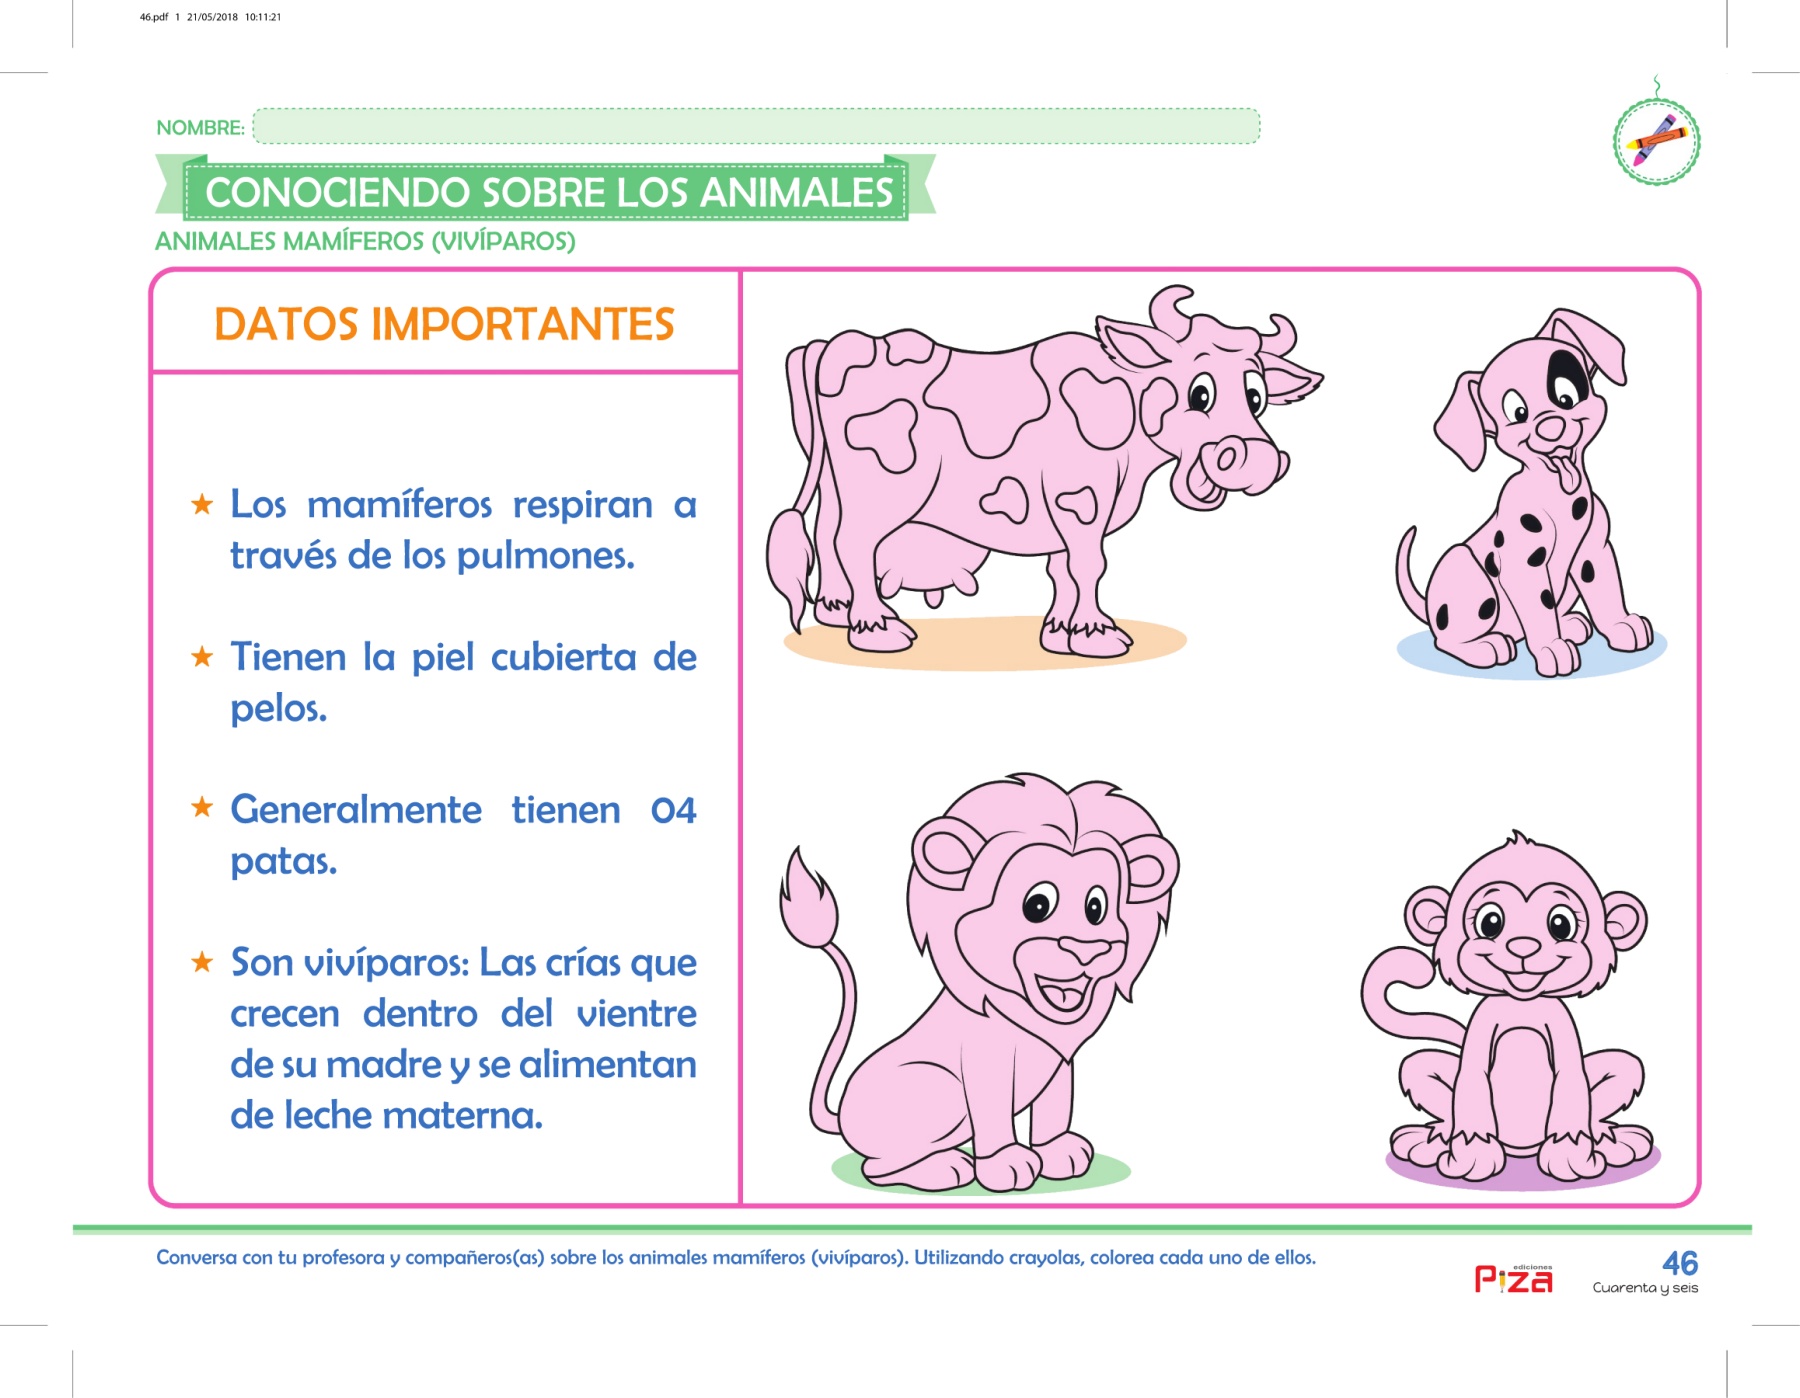 46.pdf 1 21/05/2018 10:11:21
NOMBRE:
CONOCIENDO SOBRE LOS ANIMALES
ANIMALES MAMÍFEROS (VIVÍPAROS)
DATOS IMPORTANTES
Los mamíferos respiran a
través de los pulmones.
Tienen la piel cubierta de
pelos.
Generalmente tienen 04
patas.
Son vivíparos: Las crías que
crecen dentro del vientre
de su madre y se alimentan
de leche materna.
Conversa con tu profesora y compañeros(as) sobre los animales mamíferos (vivíparos). Utilizando crayolas, colorea cada uno de ellos.
ediciones
Piza
46
Cuarenta y seis